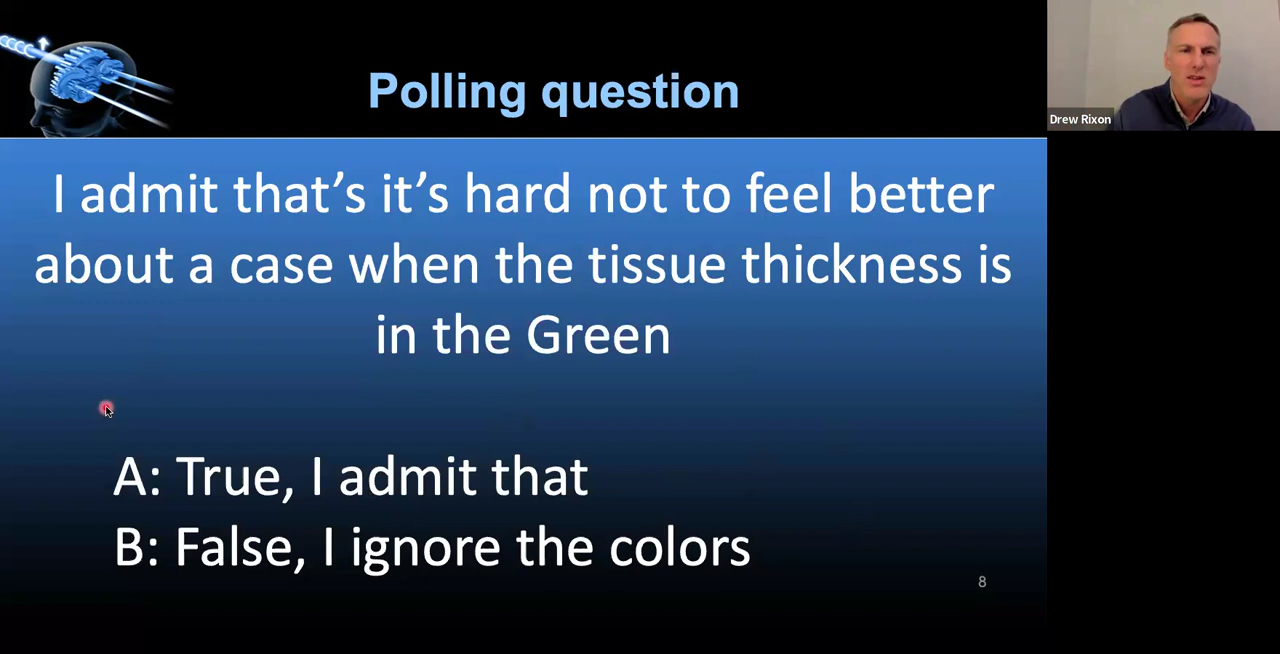 Polling question
Drew Rixon
I admit that’s it’s hard not to feel better
about a case when the tissue thickness is
in the Green
A: True, I admit that
B: False, I ignore the colors
8